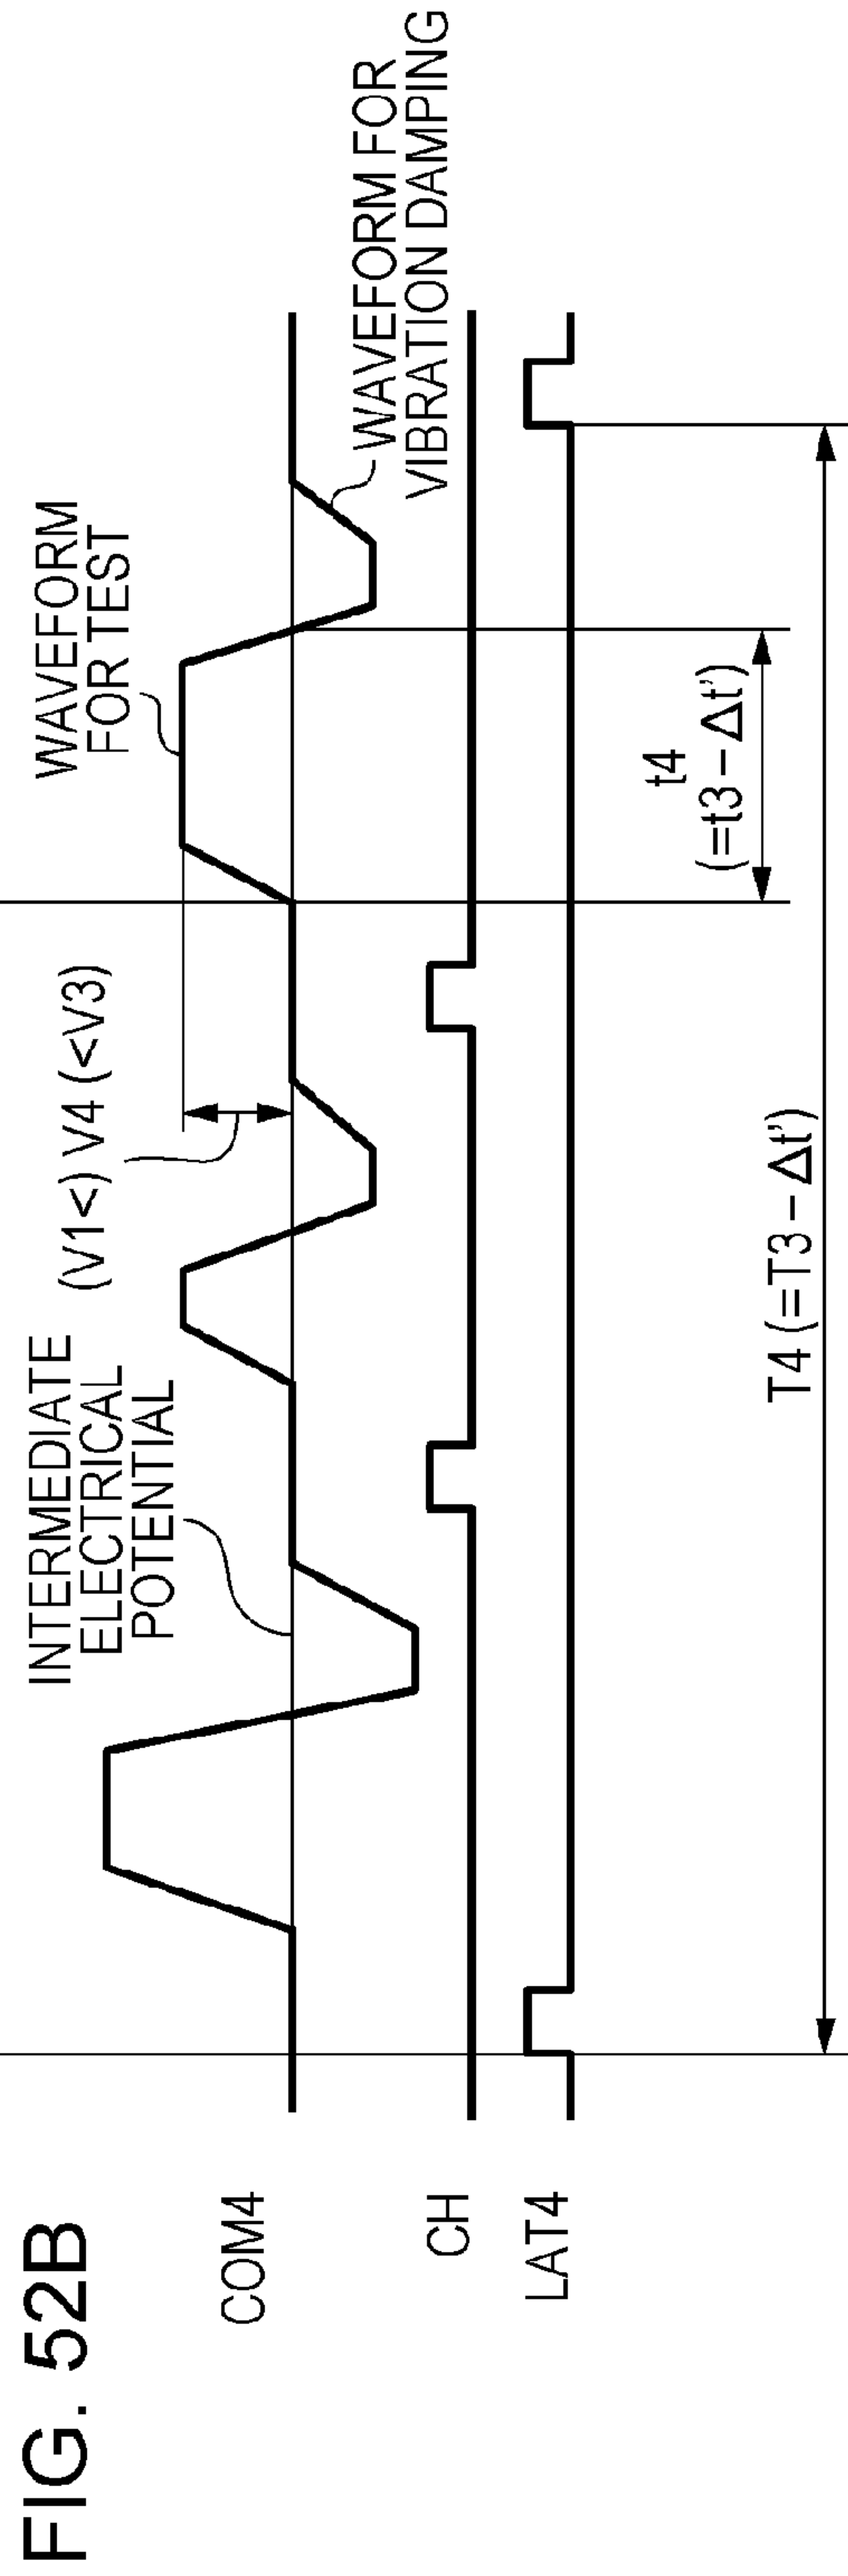 FIG. 52B
INTERMEDIATE
ELECTRICAL
POTENTIAL
(V1<) V4 (<V3)
WAVEFORM
FOR TEST
WAVEFORM FOR
VIBRATION DAMPING
COM4
CH
LAT4
t4
(=t3−Δt’)
T4 (=T3−Δt’)